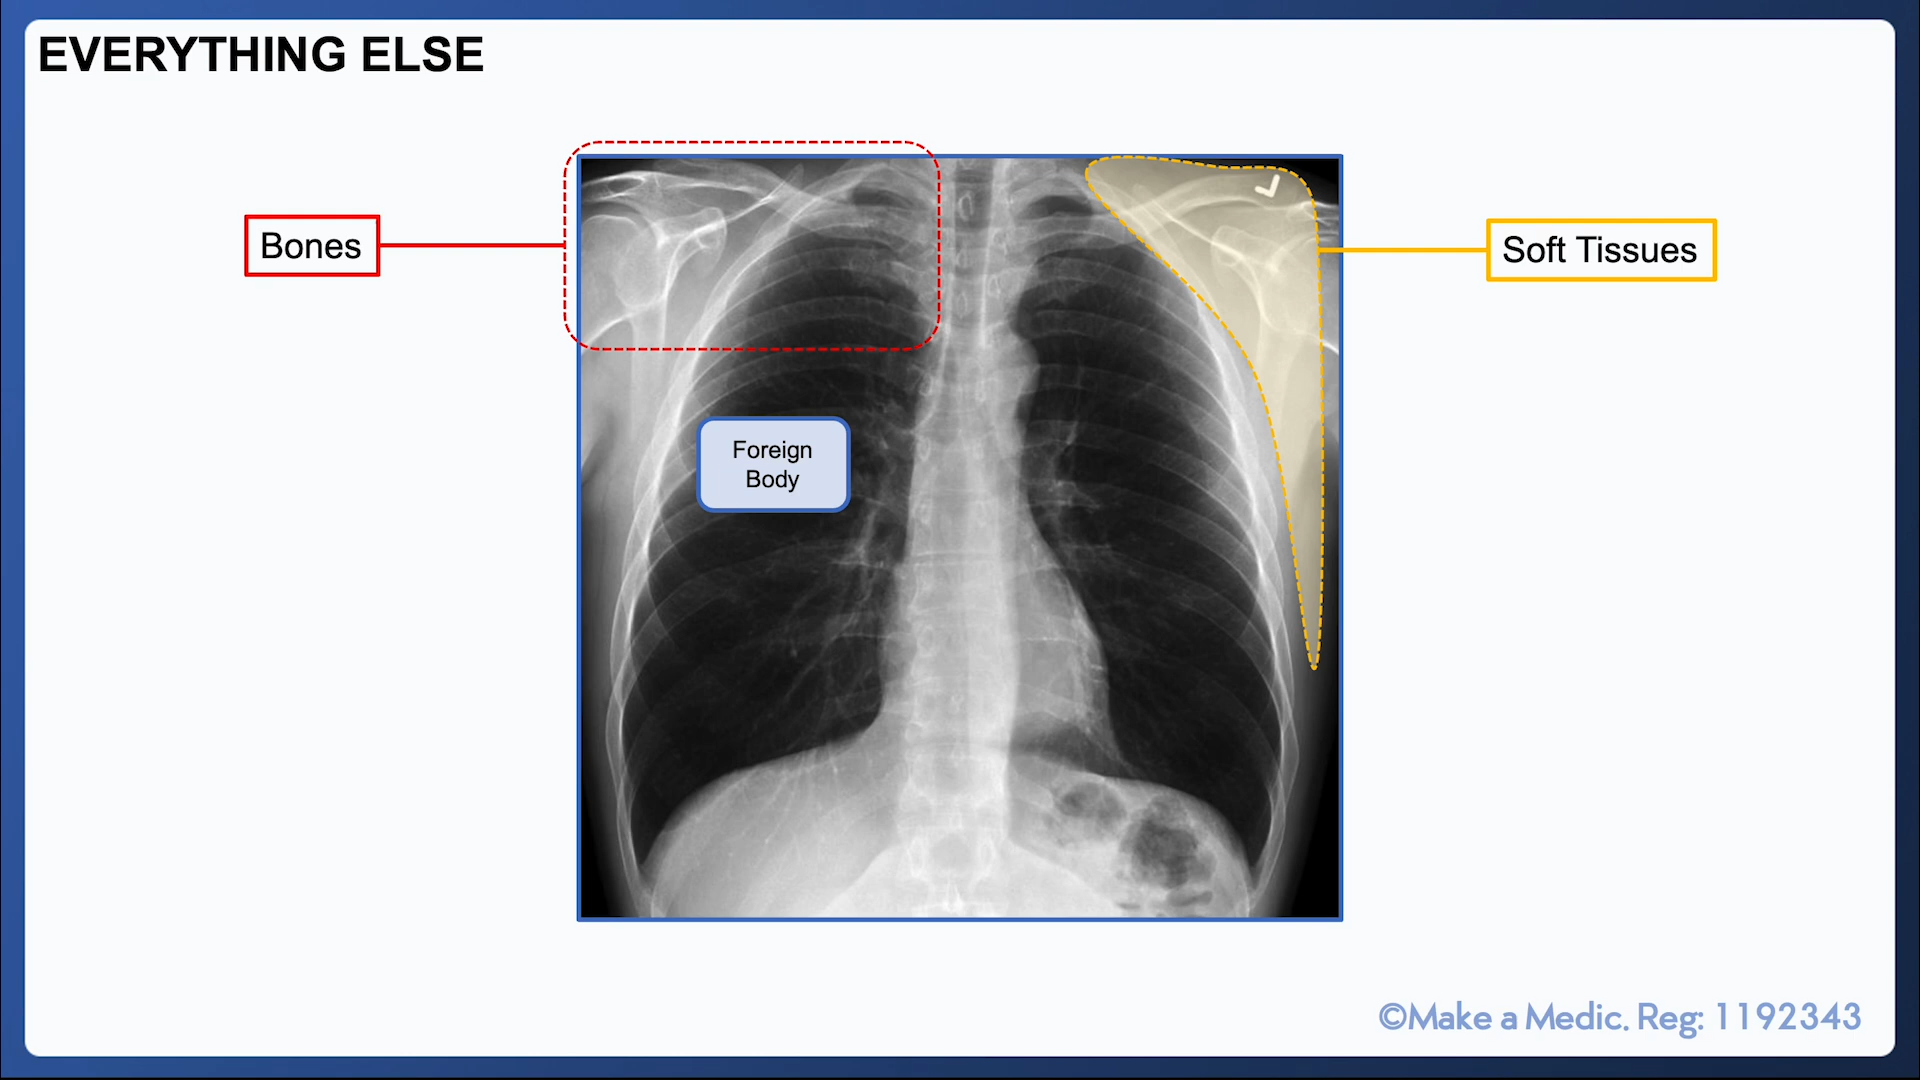 EVERYTHING ELSE
Bones
Soft Tissues
Foreign
Body
©Make a Medic. Reg: 1192343